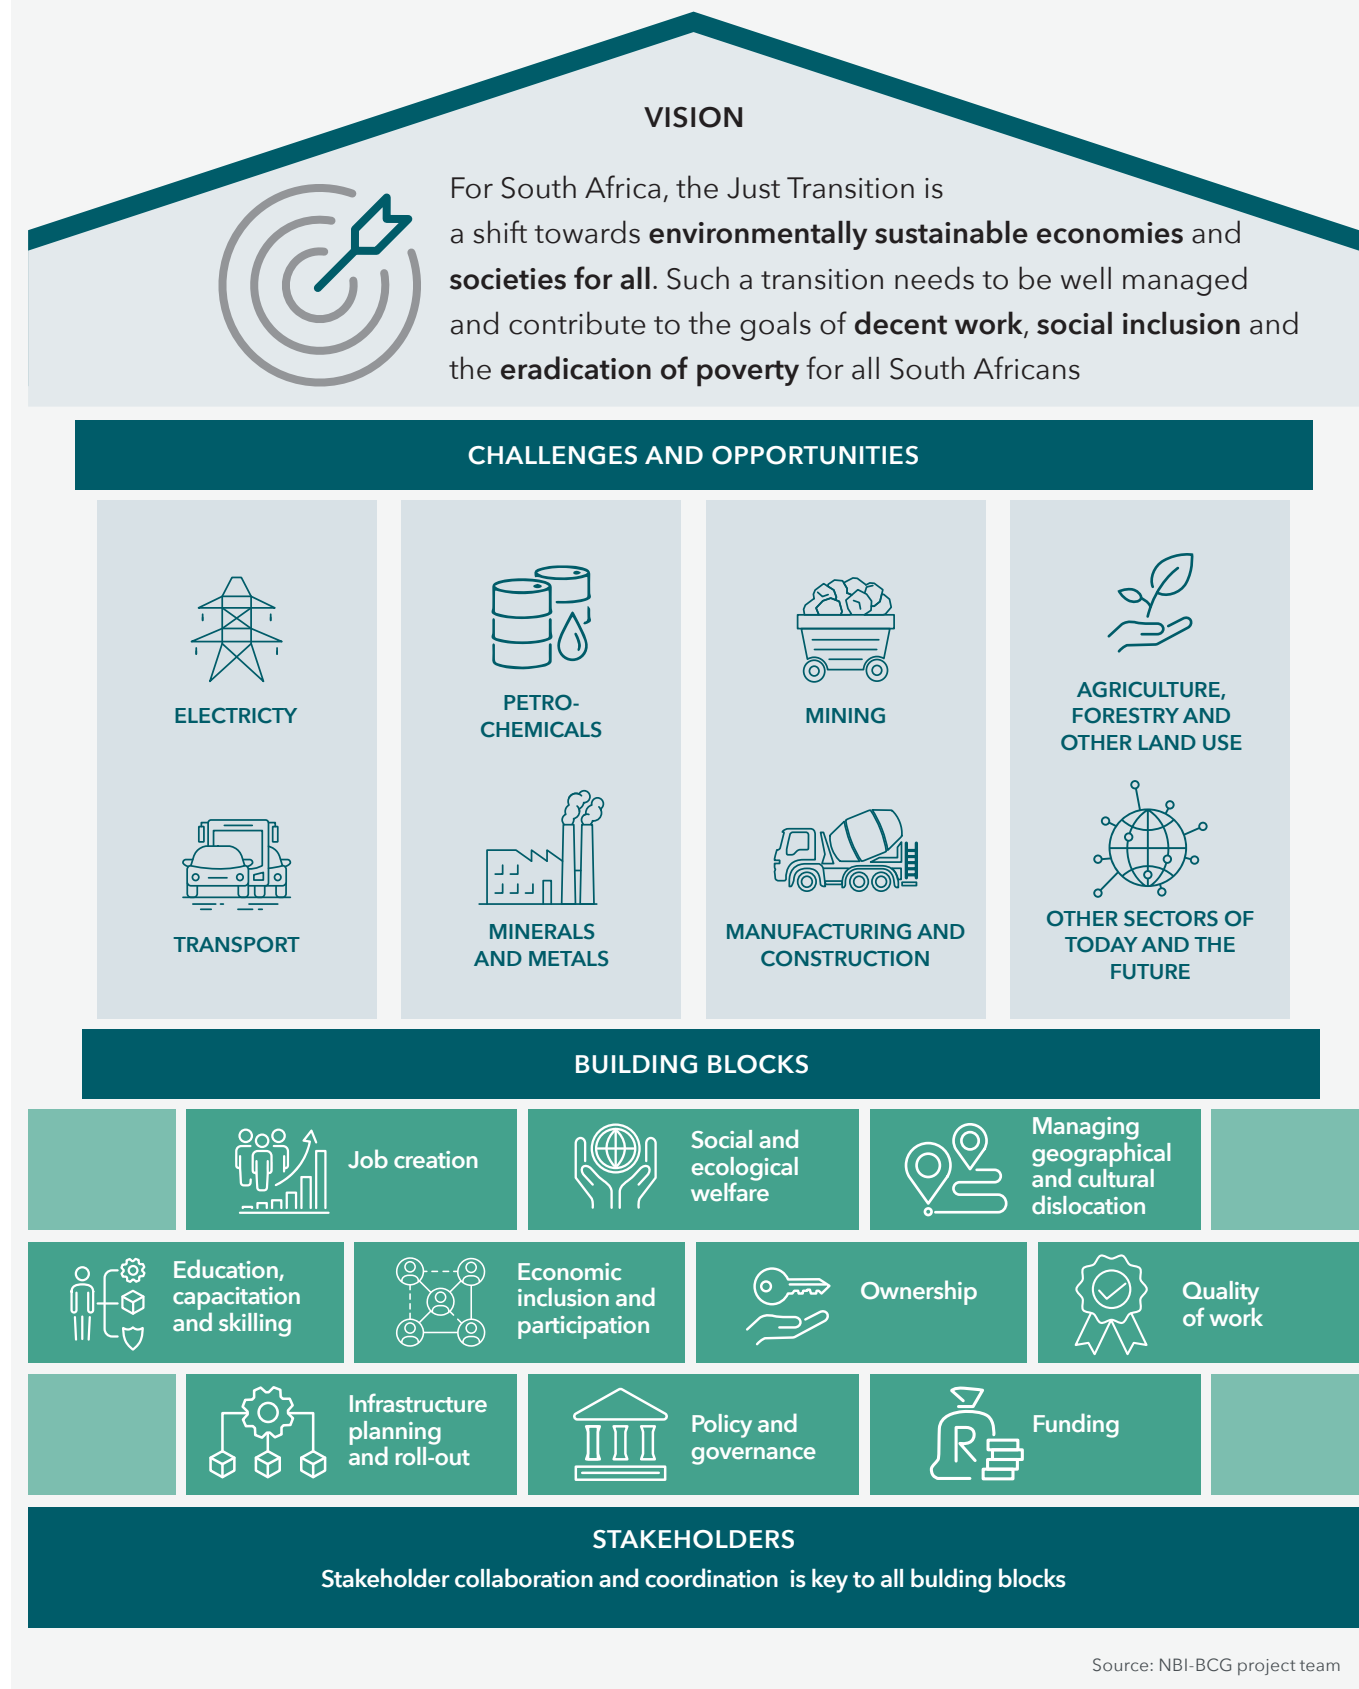 VISION
For South Africa, the Just Transition is
a shift towards environmentally sustainable economies and
societies for all. Such a transition needs to be well managed
and contribute to the goals of decent work, social inclusion and
the eradication of poverty for all South Africans
CHALLENGES AND OPPORTUNITIES
ELECTRICTY
PETRO-
CHEMICALS
MINING
AGRICULTURE,
FORESTRY AND
OTHER LAND USE
TRANSPORT
MINERALS
AND METALS
MANUFACTURING AND
CONSTRUCTION
OTHER SECTORS OF
TODAY AND THE
FUTURE
BUILDING BLOCKS
Job creation
Social and
ecological
welfare
Managing
geographical
and cultural
dislocation
Education,
capacitation
and skilling
Economic
inclusion and
participation
Ownership
Quality
of work
Infrastructure
planning
and roll-out
Policy and
governance
R
Funding
STAKEHOLDERS
Stakeholder collaboration and coordination  is key to all bulding blocks
Source: NBI-BCG project team